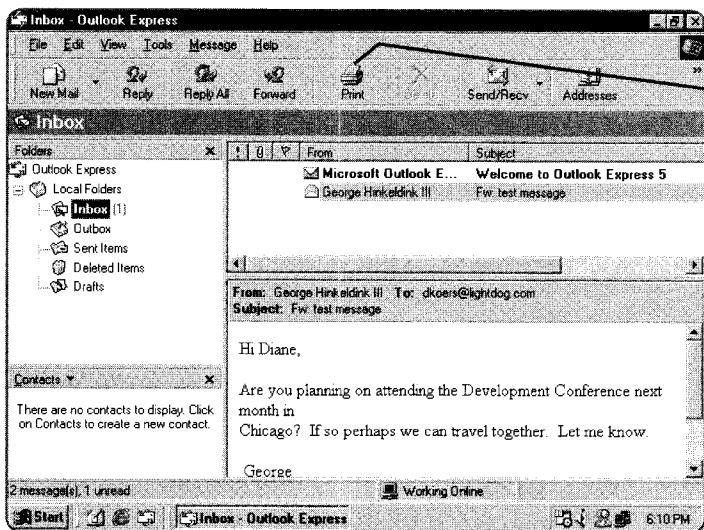 Inbox - Outlook Express
File Edit View Tools Message Help
New Mail Reply Reply All Forward Print Send/Recv Addresses
Inbox
Folders
! From Subject
Outlook Express
Microsoft Outlook E... Welcome to Outlook Express 5
Local Folders
George Hinkeldink III Fw: test message
Inbox (1)
Outbox
Sent Items
Deleted Items
Drafts
From: George Hinkeldink III To: dkoers@lightdog.com
Subject: Fw: test message
Hi Diane,
Are you planning on attending the Development Conference next
month in
Chicago? If so perhaps we can travel together. Let me know.
George
Contacts
There are no contacts to display. Click
on Contacts to create a new contact.
2 message(s), 1 unread Working Online
Start Inbox - Outlook Express 6:10 PM